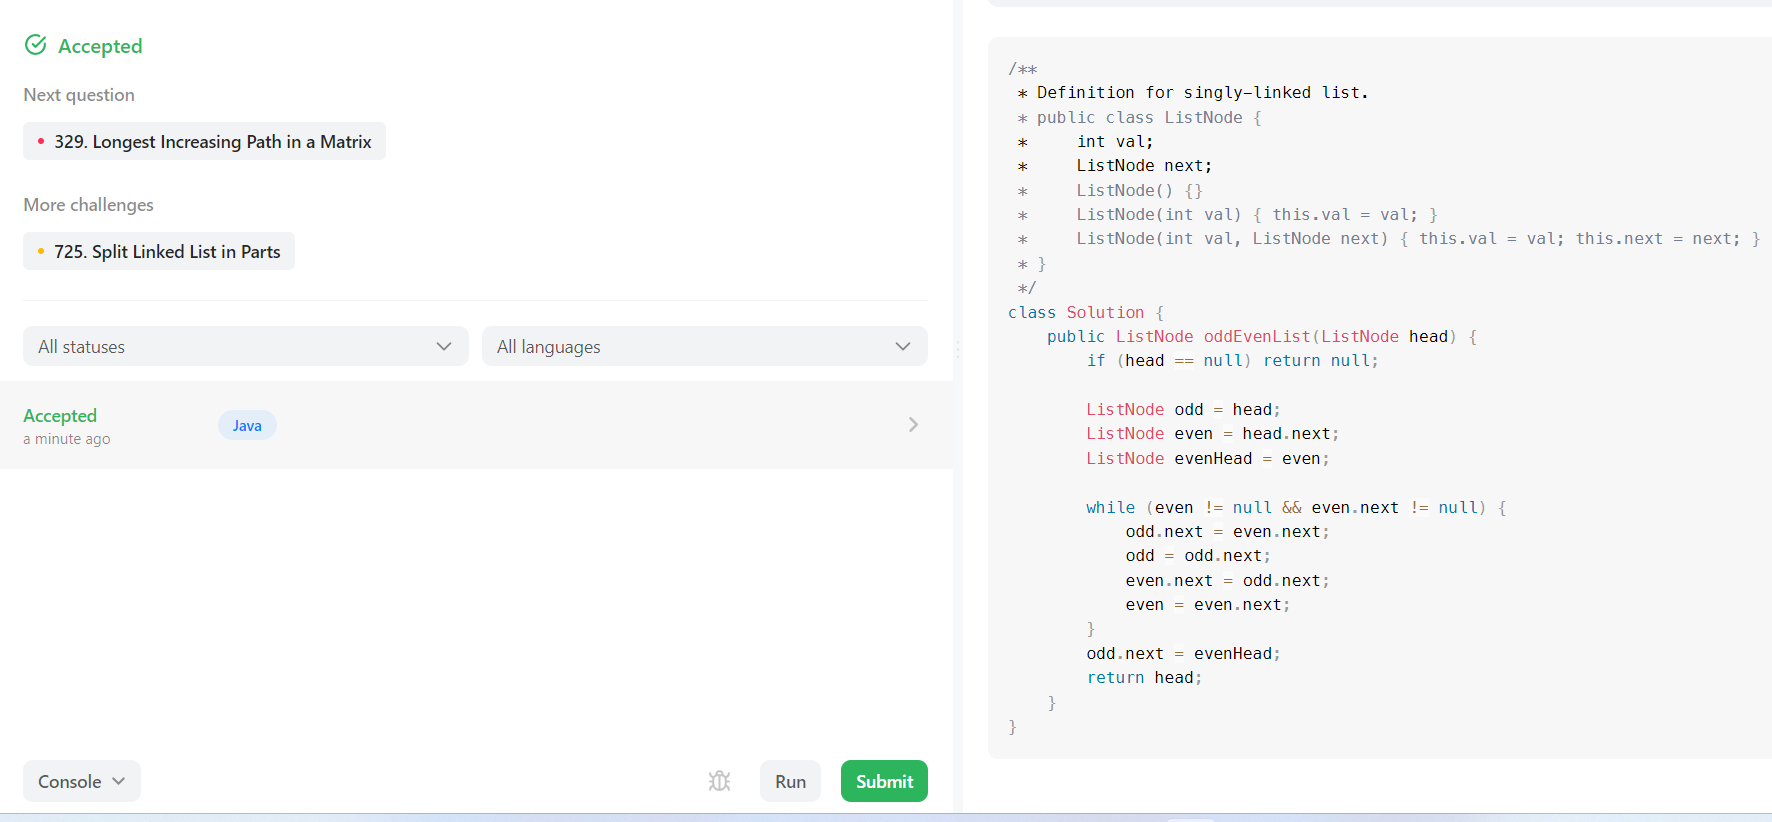 Accepted
Next question
329. Longest Increasing Path in a Matrix
More challenges
725. Split Linked List in Parts
All statuses
All languages
Accepted
a minute ago
Java
Console
Run
Submit
/**
 * Definition for singly-linked list.
 * public class ListNode {
 *     int val;
 *     ListNode next;
 *     ListNode() {}
 *     ListNode(int val) { this.val = val; }
 *     ListNode(int val, ListNode next) { this.val = val; this.next = next; }
 * }
 */
class Solution {
    public ListNode oddEvenList(ListNode head) {
        if (head == null) return null;
        ListNode odd = head;
        ListNode even = head.next;
        ListNode evenHead = even;
        while (even != null && even.next != null) {
            odd.next = even.next;
            odd = odd.next;
            even.next = odd.next;
            even = even.next;
        }
        odd.next = evenHead;
        return head;
    }
}